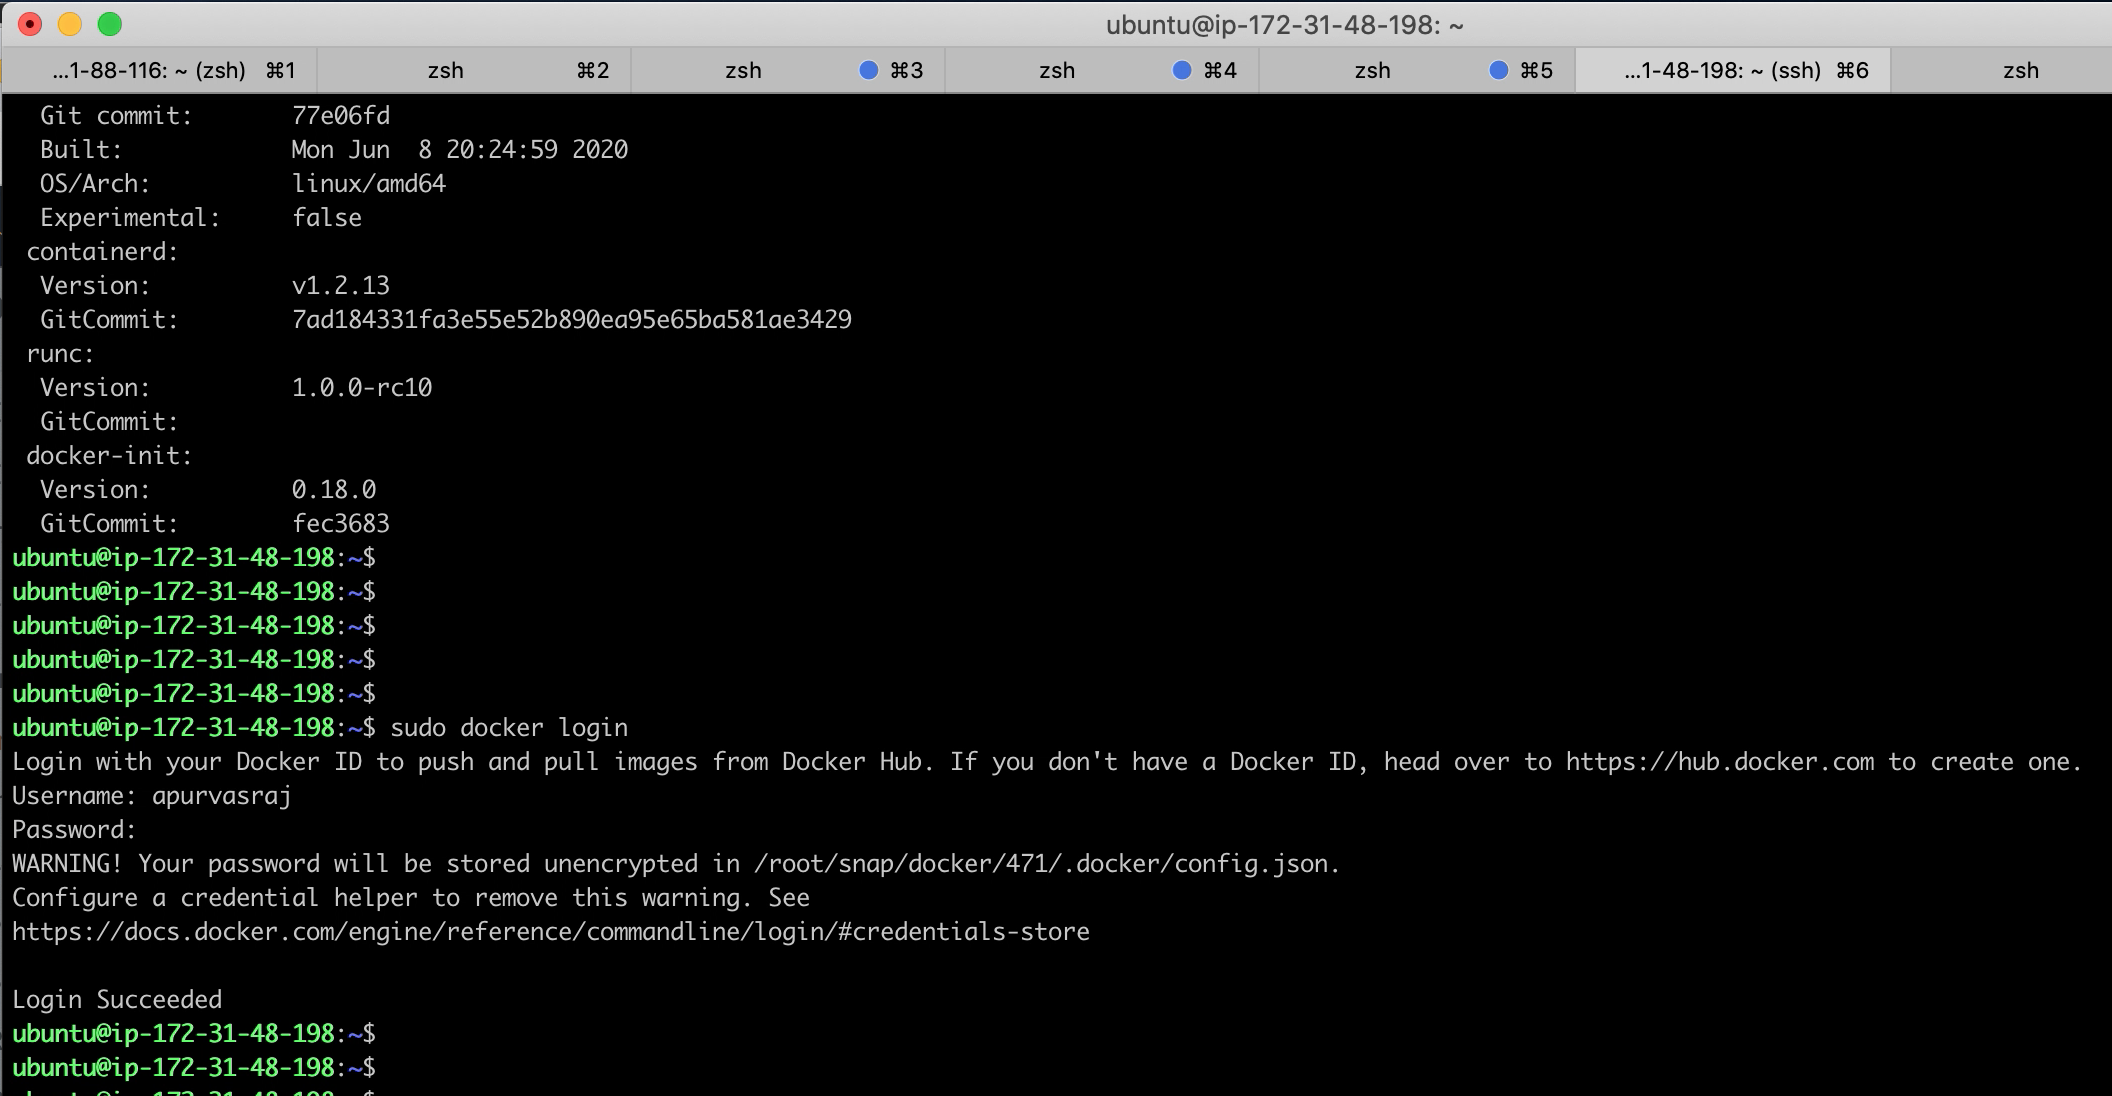 ubuntu@ip-172-31-48-198: ~
...1-88-116: ~ (zsh) ⌘1 zsh ⌘2 zsh ⌘3 zsh ⌘4 zsh ⌘5 ...1-48-198: ~ (ssh) ⌘6 zsh
Git commit: 77e06fd
Built: Mon Jun  8 20:24:59 2020
OS/Arch: linux/amd64
Experimental: false
containerd:
Version: v1.2.13
GitCommit: 7ad184331fa3e55e52b890ea95e65ba581ae3429
runc:
Version: 1.0.0-rc10
GitCommit:
docker-init:
Version: 0.18.0
GitCommit: fec3683
ubuntu@ip-172-31-48-198:~$
ubuntu@ip-172-31-48-198:~$
ubuntu@ip-172-31-48-198:~$
ubuntu@ip-172-31-48-198:~$
ubuntu@ip-172-31-48-198:~$
ubuntu@ip-172-31-48-198:~$ sudo docker login
Login with your Docker ID to push and pull images from Docker Hub. If you don't have a Docker ID, head over to https://hub.docker.com to create one.
Username: apurvasraj
Password:
WARNING! Your password will be stored unencrypted in /root/snap/docker/471/.docker/config.json.
Configure a credential helper to remove this warning. See
https://docs.docker.com/engine/reference/commandline/login/#credentials-store
Login Succeeded
ubuntu@ip-172-31-48-198:~$
ubuntu@ip-172-31-48-198:~$
ubuntu@ip-172-31-48-198:~$